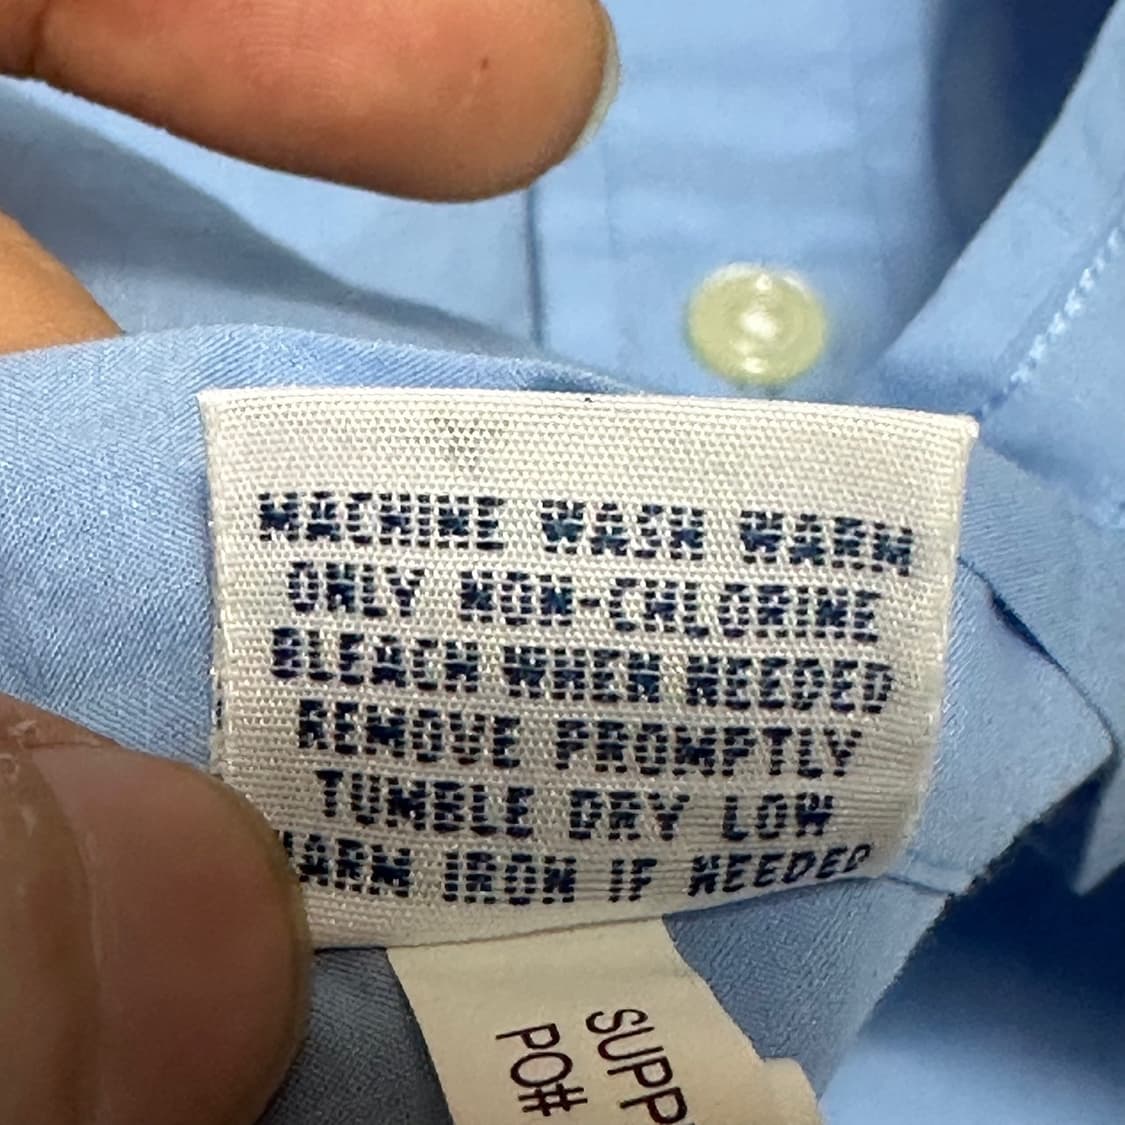 MACHINE WASH WARM
ONLY NON-CHLORINE
BLEACH WHEN NEEDED
REMOVE PROMPTLY
TUMBLE DRY LOW
WARM IRON IF NEEDED
SUPP
PO#